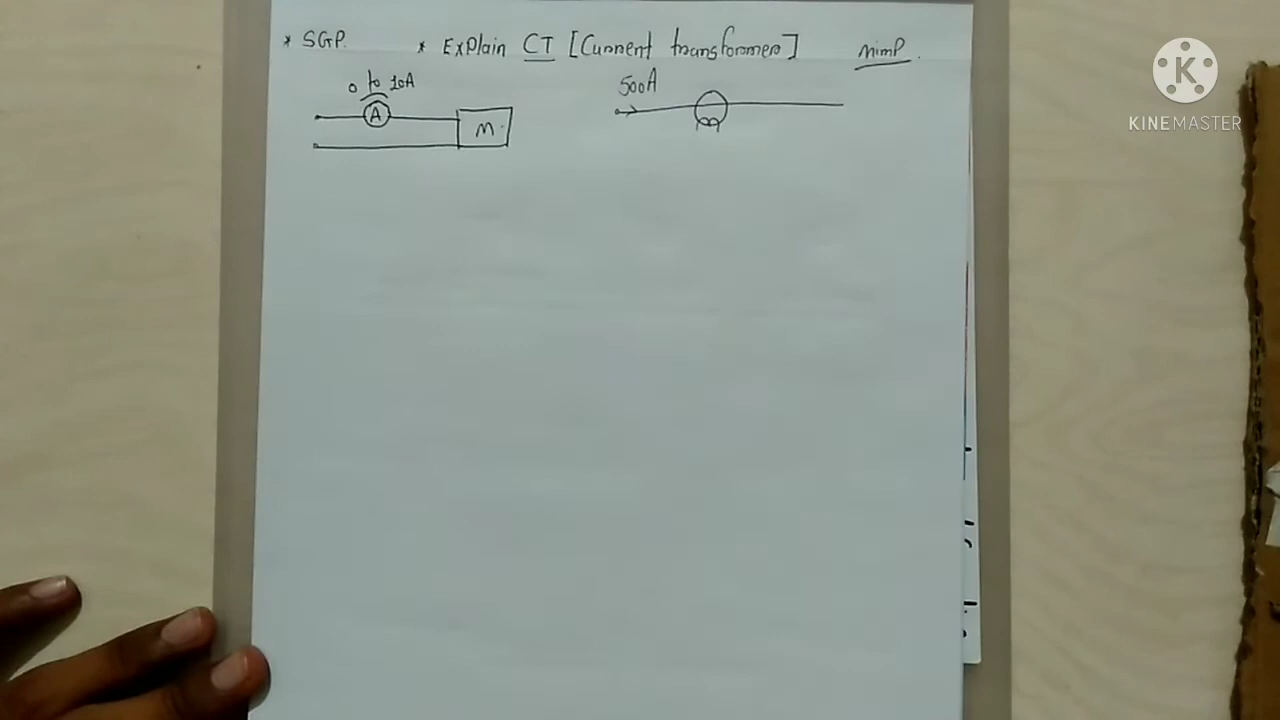 * SGP. * Explain CT [Current transformer] mimp.
0 to 10A
500A
A
M
K
KINEMASTER